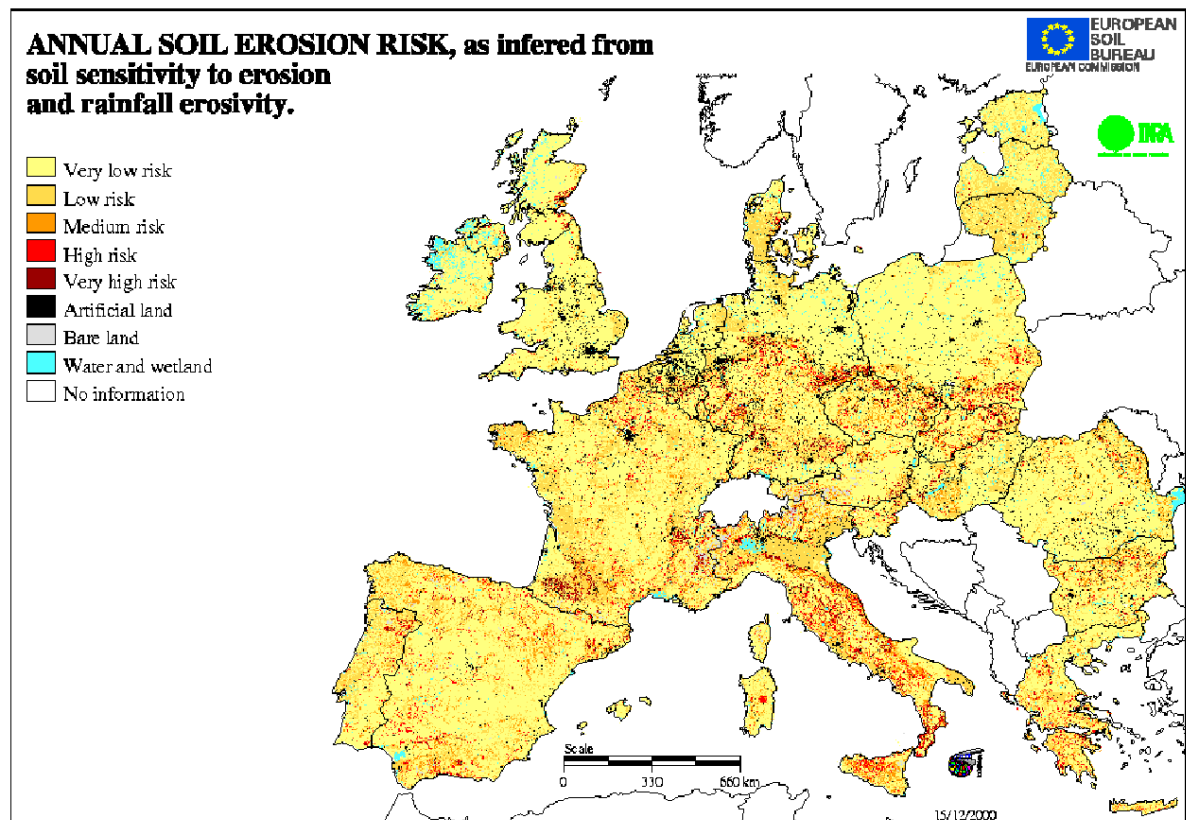 ANNUAL SOIL EROSION RISK, as infered from
soil sensitivity to erosion
and rainfall erosivity.
EUROPEAN
SOIL
BUREAU
EUROPEAN COMMISSION
INRA
Very low risk
Low risk
Medium risk
High risk
Very high risk
Artificial land
Bare land
Water and wetland
No information
Scale
0 330 660 km
15/12/2000